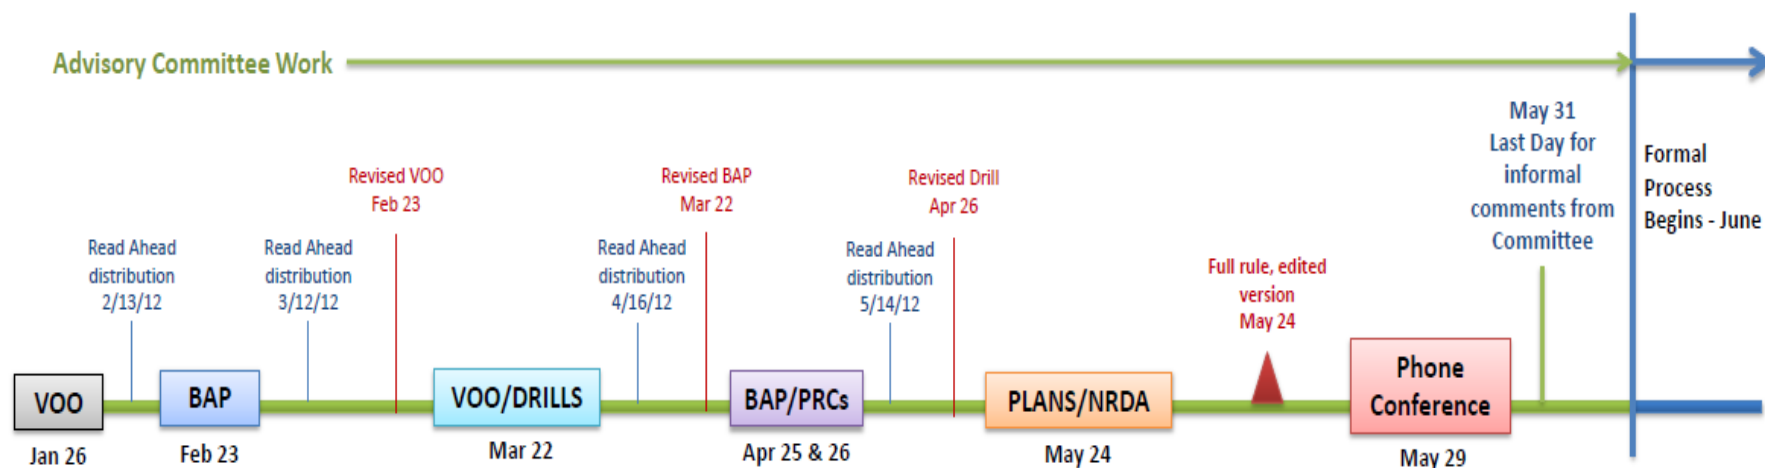 Advisory Committee Work
May 31
Last Day for
informal
comments from
Committee
Formal
Process
Begins - June
Revised VOO
Feb 23
Revised BAP
Mar 22
Revised Drill
Apr 26
Read Ahead
distribution
2/13/12
Read Ahead
distribution
3/12/12
Read Ahead
distribution
4/16/12
Read Ahead
distribution
5/14/12
Full rule, edited
version
May 24
VOO
Jan 26
BAP
Feb 23
VOO/DRILLS
Mar 22
BAP/PRCs
Apr 25 & 26
PLANS/NRDA
May 24
Phone
Conference
May 29